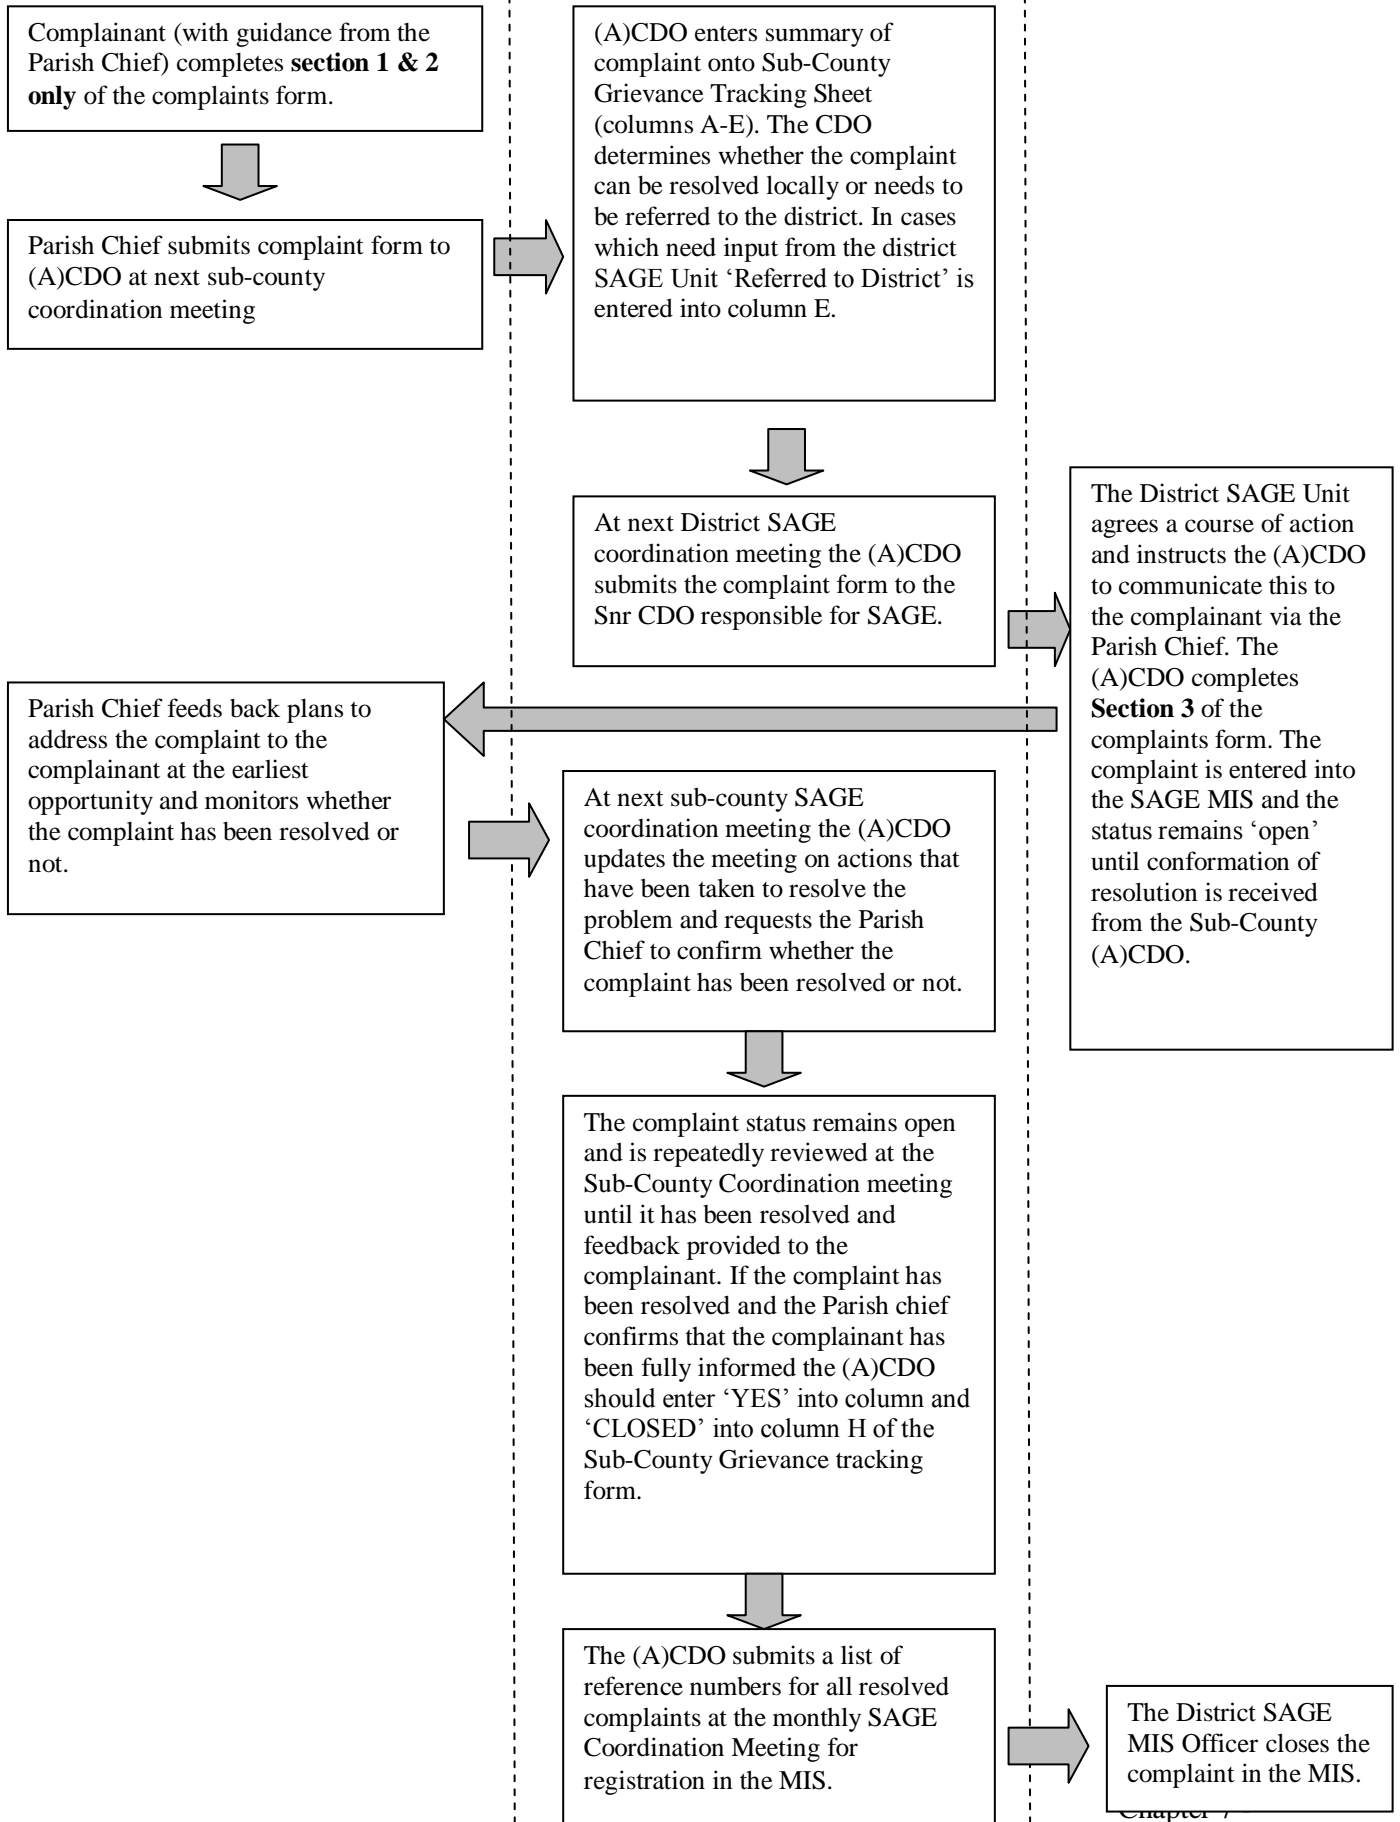 Complainant (with guidance from the
Parish Chief) completes section 1 & 2
only of the complaints form.
Parish Chief submits complaint form to
(A)CDO at next sub-county
coordination meeting
(A)CDO enters summary of
complaint onto Sub-County
Grievance Tracking Sheet
(columns A-E). The CDO
determines whether the complaint
can be resolved locally or needs to
be referred to the district. In cases
which need input from the district
SAGE Unit ‘Referred to District’ is
entered into column E.
At next District SAGE
coordination meeting the (A)CDO
submits the complaint form to the
Snr CDO responsible for SAGE.
The District SAGE Unit
agrees a course of action
and instructs the (A)CDO
to communicate this to
the complainant via the
Parish Chief. The
(A)CDO completes
Section 3 of the
complaints form. The
complaint is entered into
the SAGE MIS and the
status remains ‘open’
until conformation of
resolution is received
from the Sub-County
(A)CDO.
Parish Chief feeds back plans to
address the complaint to the
complainant at the earliest
opportunity and monitors whether
the complaint has been resolved or
not.
At next sub-county SAGE
coordination meeting the (A)CDO
updates the meeting on actions that
have been taken to resolve the
problem and requests the Parish
Chief to confirm whether the
complaint has been resolved or not.
The complaint status remains open
and is repeatedly reviewed at the
Sub-County Coordination meeting
until it has been resolved and
feedback provided to the
complainant. If the complaint has
been resolved and the Parish chief
confirms that the complainant has
been fully informed the (A)CDO
should enter ‘YES’ into column and
‘CLOSED’ into column H of the
Sub-County Grievance tracking
form.
The (A)CDO submits a list of
reference numbers for all resolved
complaints at the monthly SAGE
Coordination Meeting for
registration in the MIS.
The District SAGE
MIS Officer closes the
complaint in the MIS.
Chapter 7